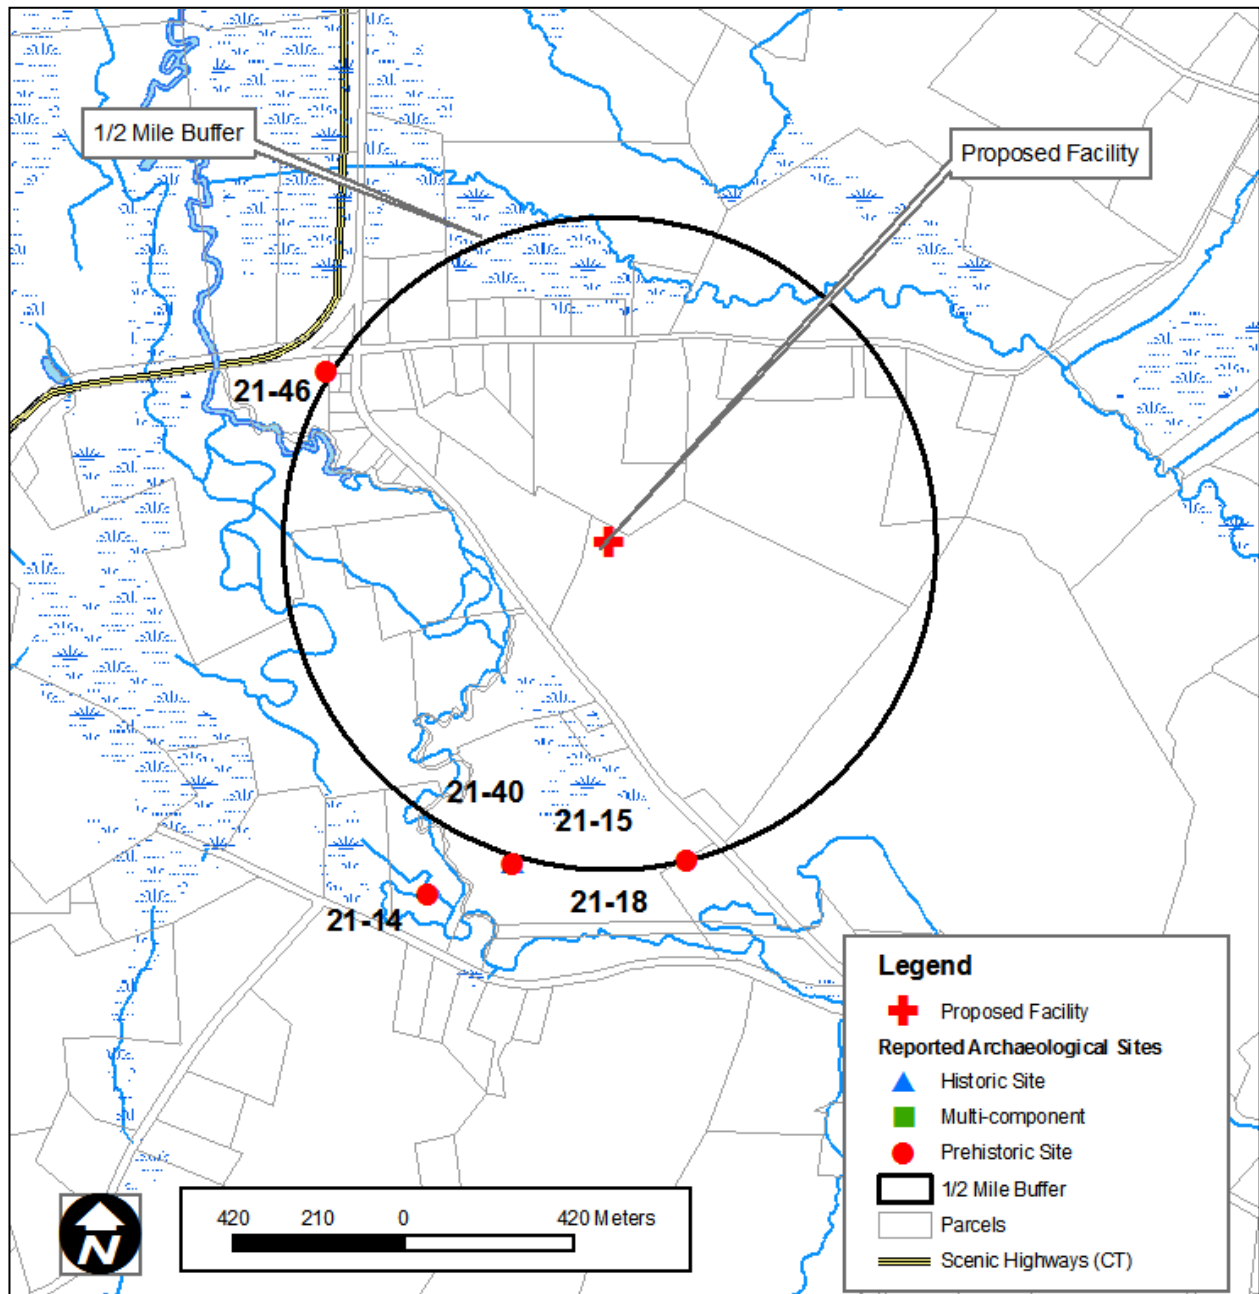 1/2 Mile Buffer
Proposed Facility
21-46
21-40
21-15
21-18
21-14
Legend
Proposed Facility
Reported Archaeological Sites
Historic Site
Multi-component
Prehistoric Site
1/2 Mile Buffer
Parcels
Scenic Highways (CT)
N
420 210 0 420 Meters